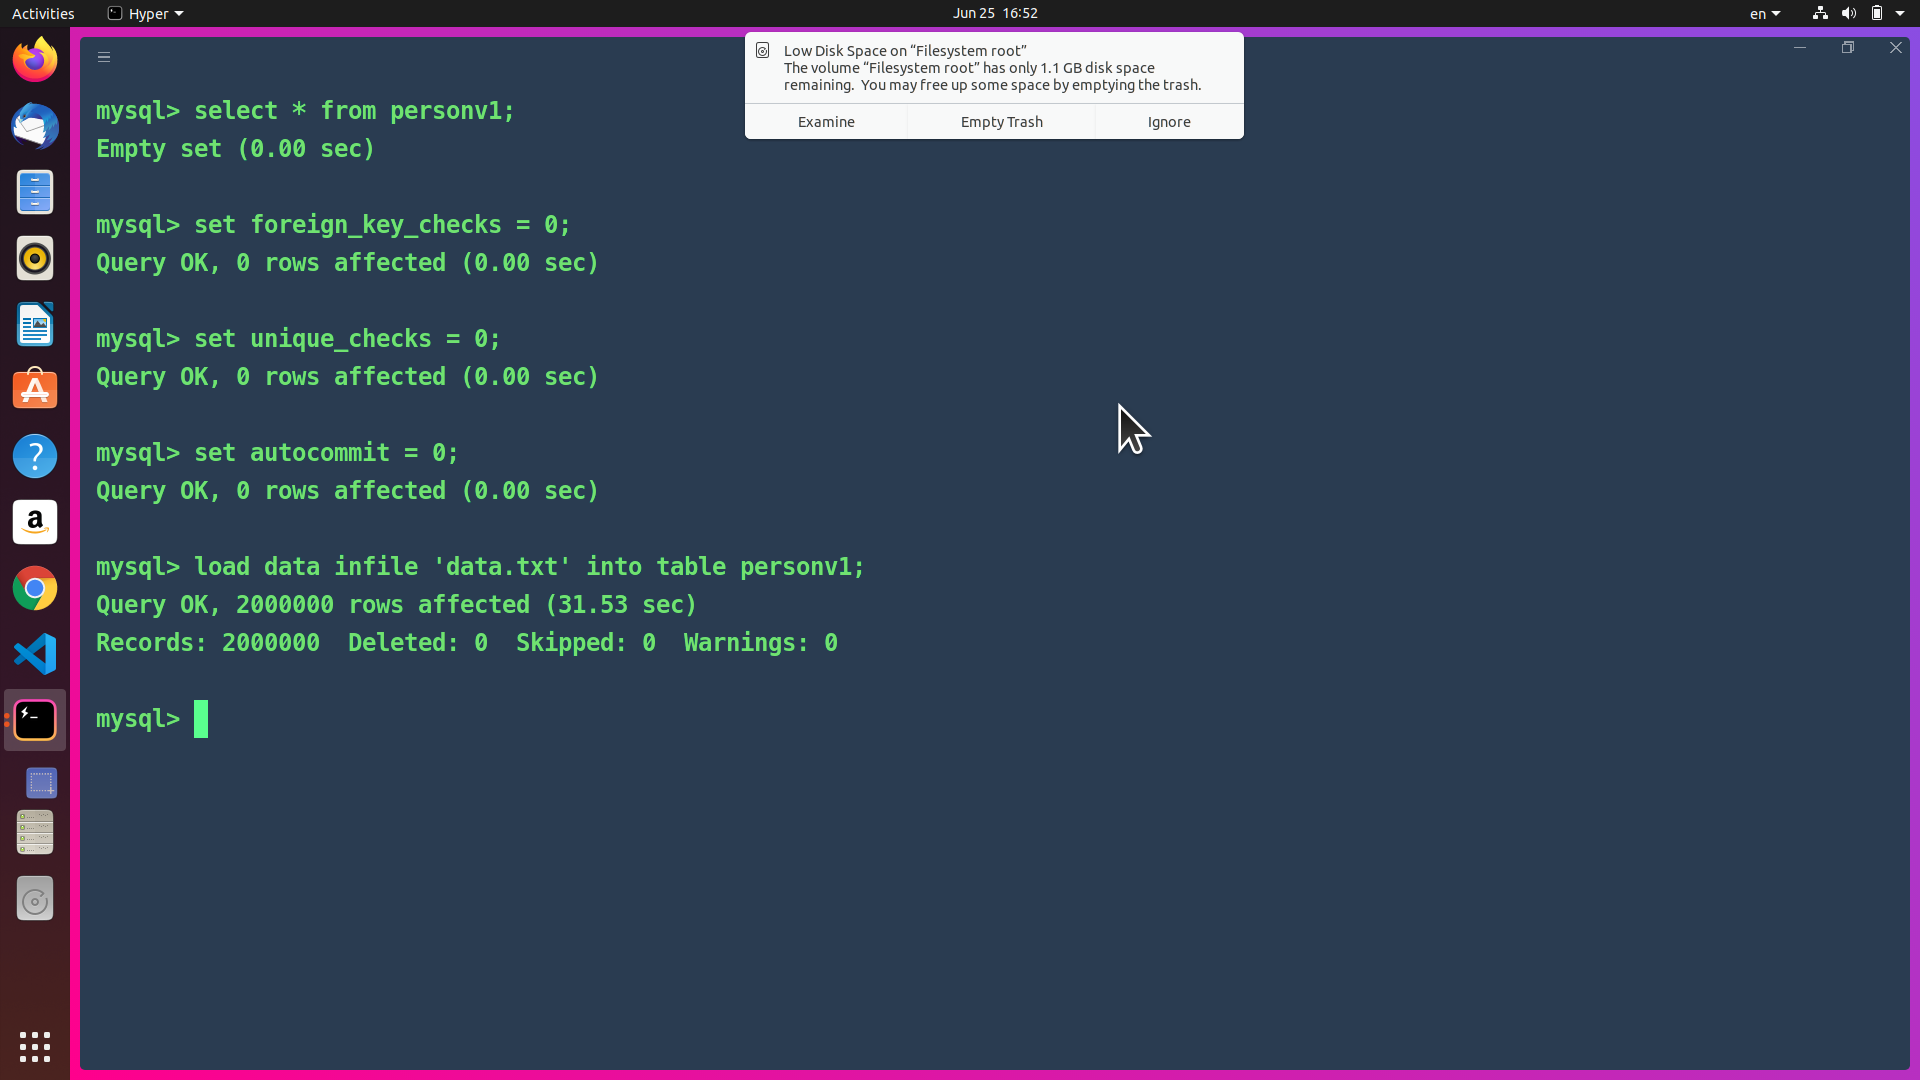 Activities
Hyper
Jun 25 16:52
en
Low Disk Space on “Filesystem root”
The volume “Filesystem root” has only 1.1 GB disk space
remaining. You may free up some space by emptying the trash.
Examine
Empty Trash
Ignore
mysql> select * from personv1;
Empty set (0.00 sec)
mysql> set foreign_key_checks = 0;
Query OK, 0 rows affected (0.00 sec)
mysql> set unique_checks = 0;
Query OK, 0 rows affected (0.00 sec)
mysql> set autocommit = 0;
Query OK, 0 rows affected (0.00 sec)
mysql> load data infile 'data.txt' into table personv1;
Query OK, 2000000 rows affected (31.53 sec)
Records: 2000000  Deleted: 0  Skipped: 0  Warnings: 0
mysql>